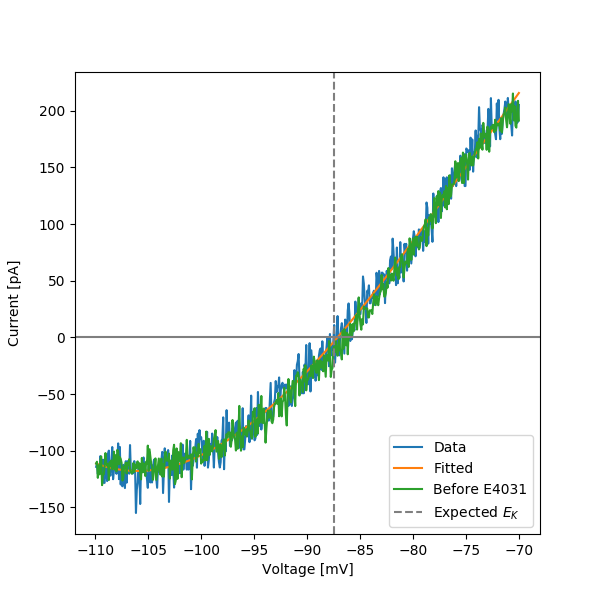 200
150
100
50
0
−50
−100
−150
Current [pA]
−110 −105 −100 −95 −90 −85 −80 −75 −70
Voltage [mV]
Data
Fitted
Before E4031
Expected E_K